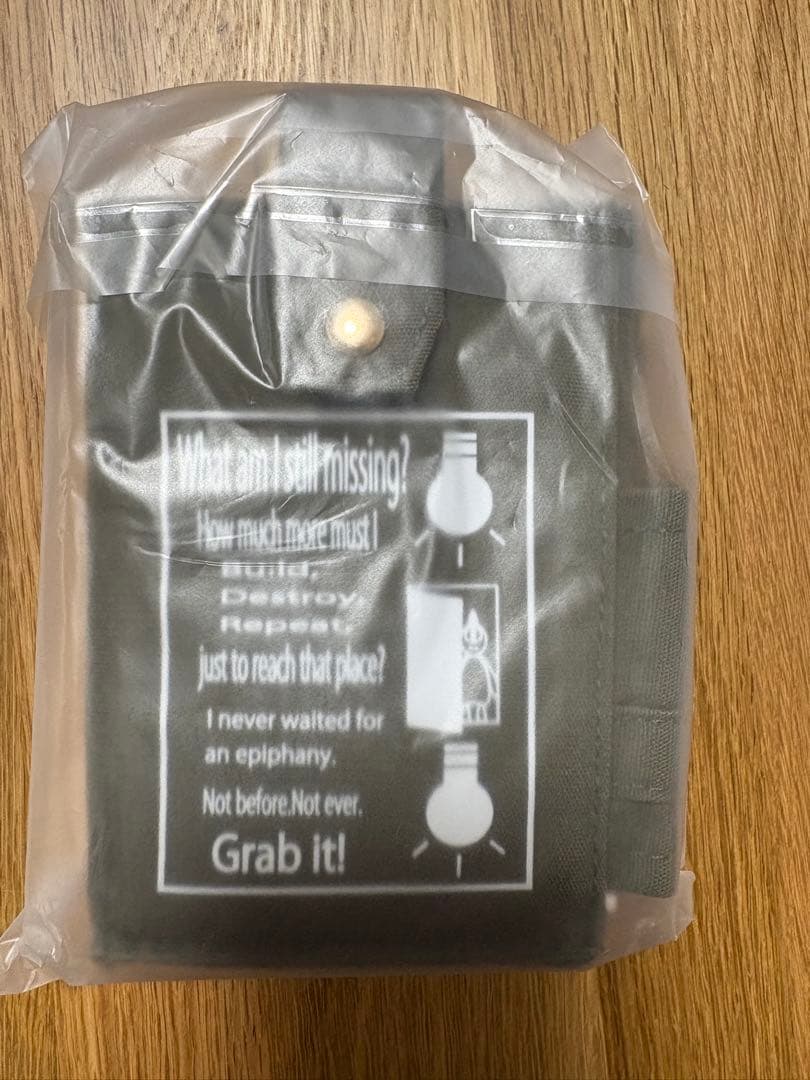 What am I still missing?
How much more must I
Build,
Destroy,
Repeat,
just to reach that place?
I never waited for
an epiphany.
Not before.Not ever.
Grab it!